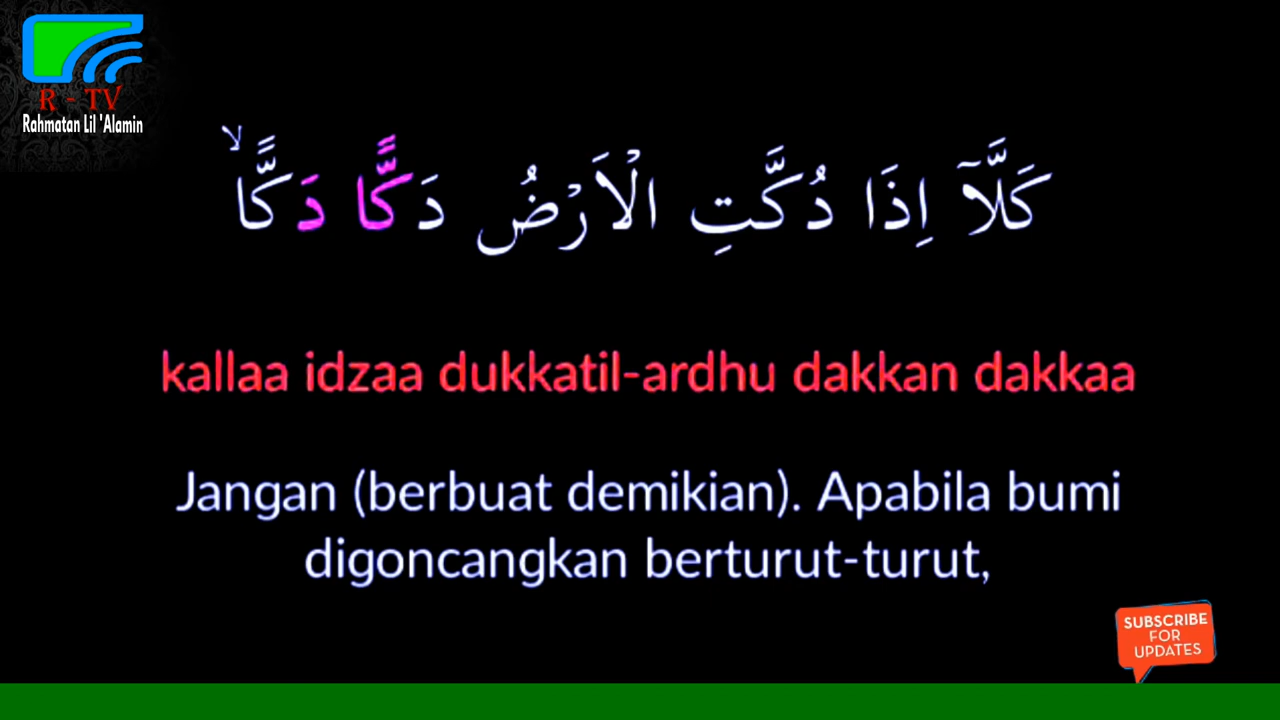 R - TV
Rahmatan Lil 'Alamin
كَلَّآ اِذَا دُكَّتِ الْاَرْضُ دَكًّا دَكًّاۙ
kallaa idzaa dukkatil-ardhu dakkan dakkaa
Jangan (berbuat demikian). Apabila bumi
digoncangkan berturut-turut,
SUBSCRIBE
FOR
UPDATES